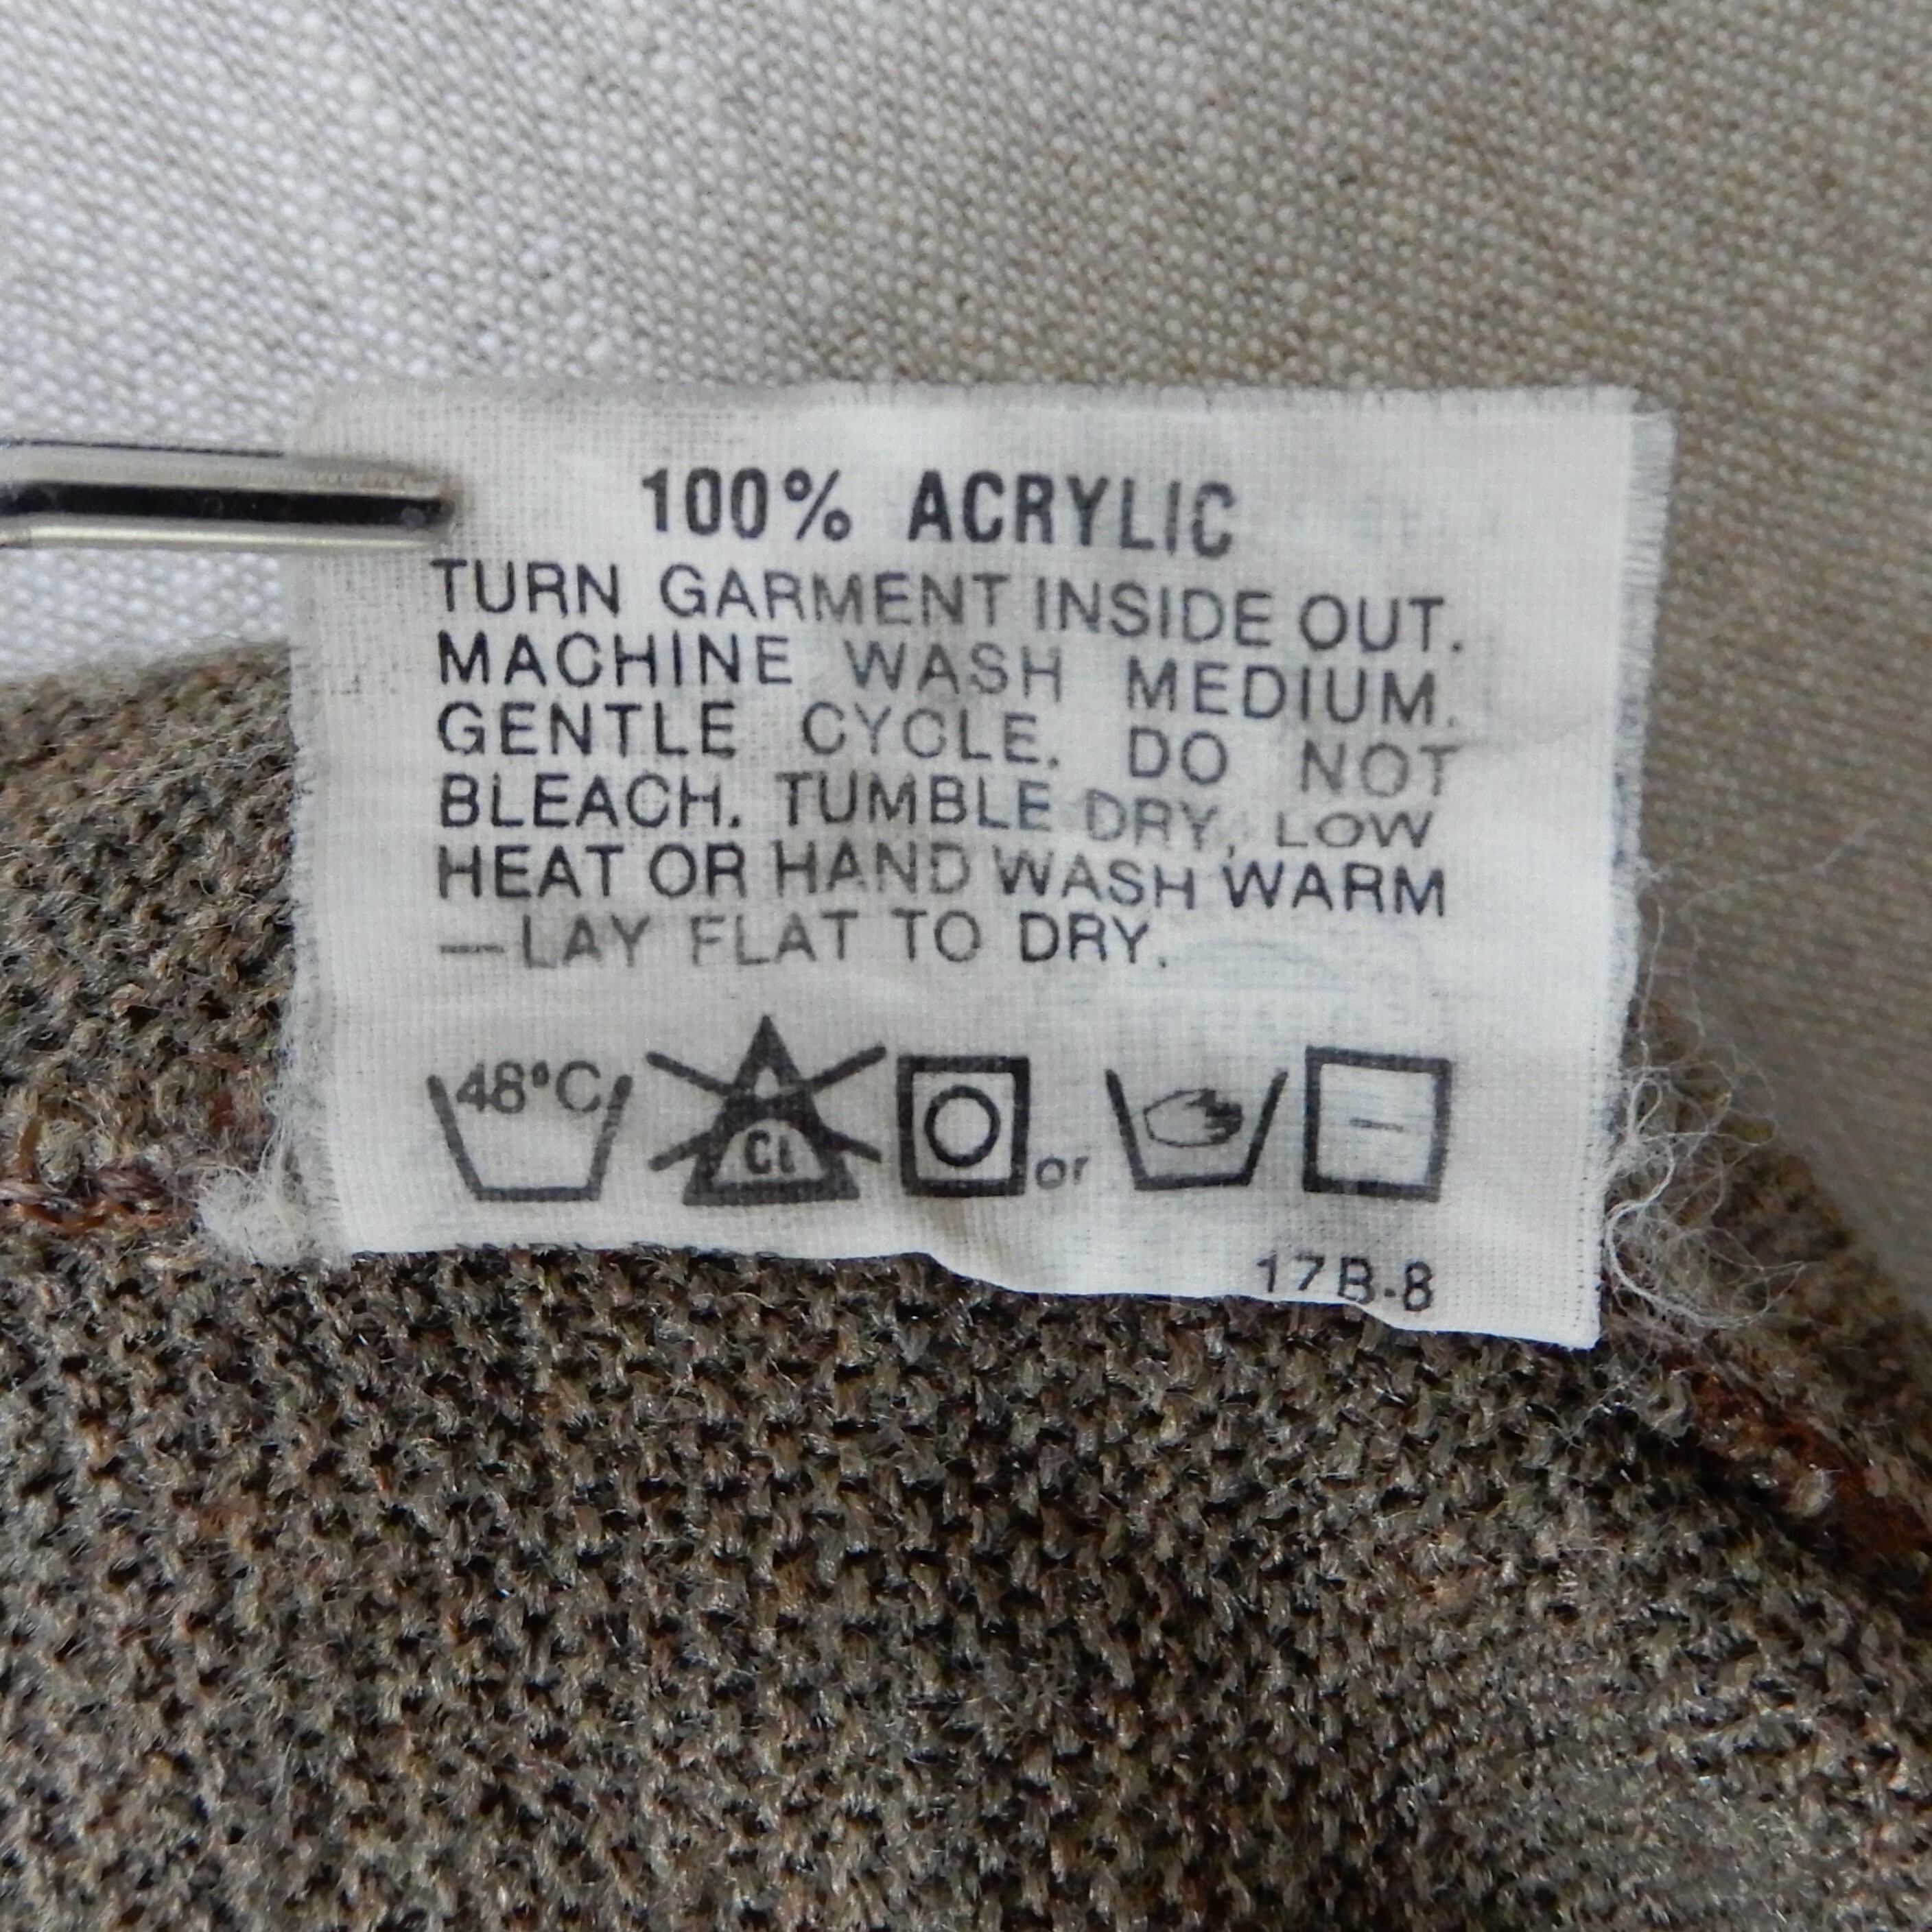 100% ACRYLIC
TURN GARMENT INSIDE OUT.
MACHINE WASH MEDIUM.
GENTLE CYCLE. DO NOT
BLEACH. TUMBLE DRY, LOW
HEAT OR HAND WASH WARM
—LAY FLAT TO DRY.
48°C CL or
17B-8